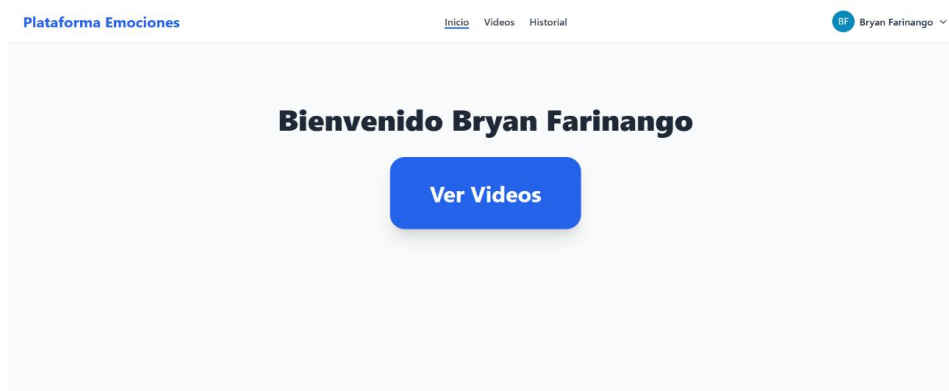 Plataforma Emociones
Inicio Videos Historial
BF Bryan Farinango
Bienvenido Bryan Farinango
Ver Videos